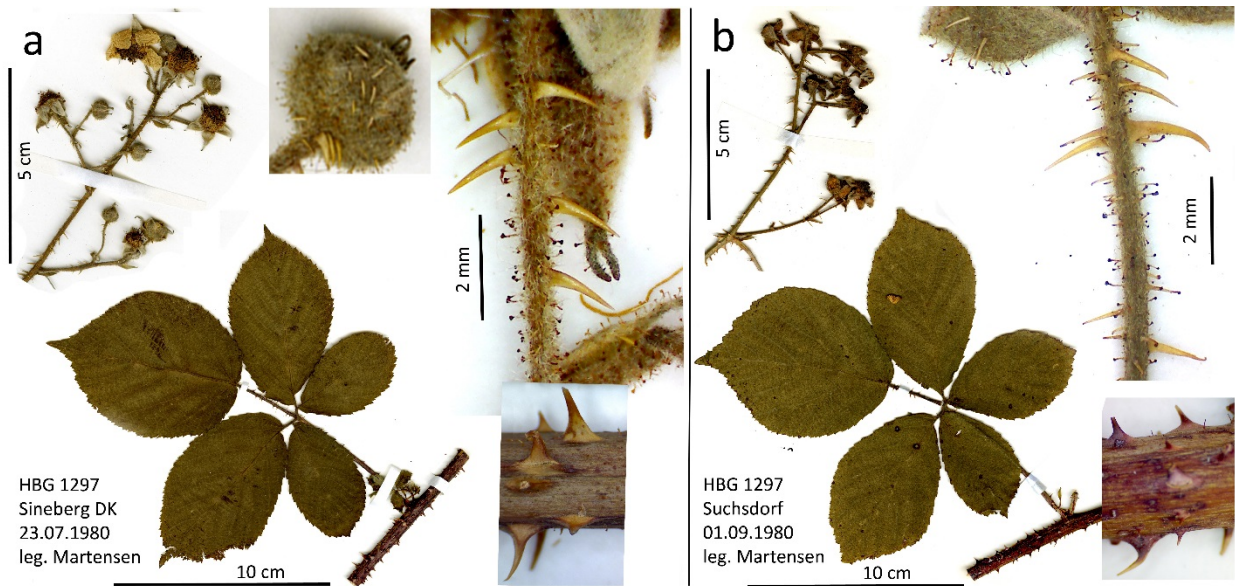 a
5 cm
2 mm
HBG 1297
Sineberg DK
23.07.1980
leg. Martensen
10 cm
b
5 cm
2 mm
HBG 1297
Suchsdorf
01.09.1980
leg. Martensen
10 cm